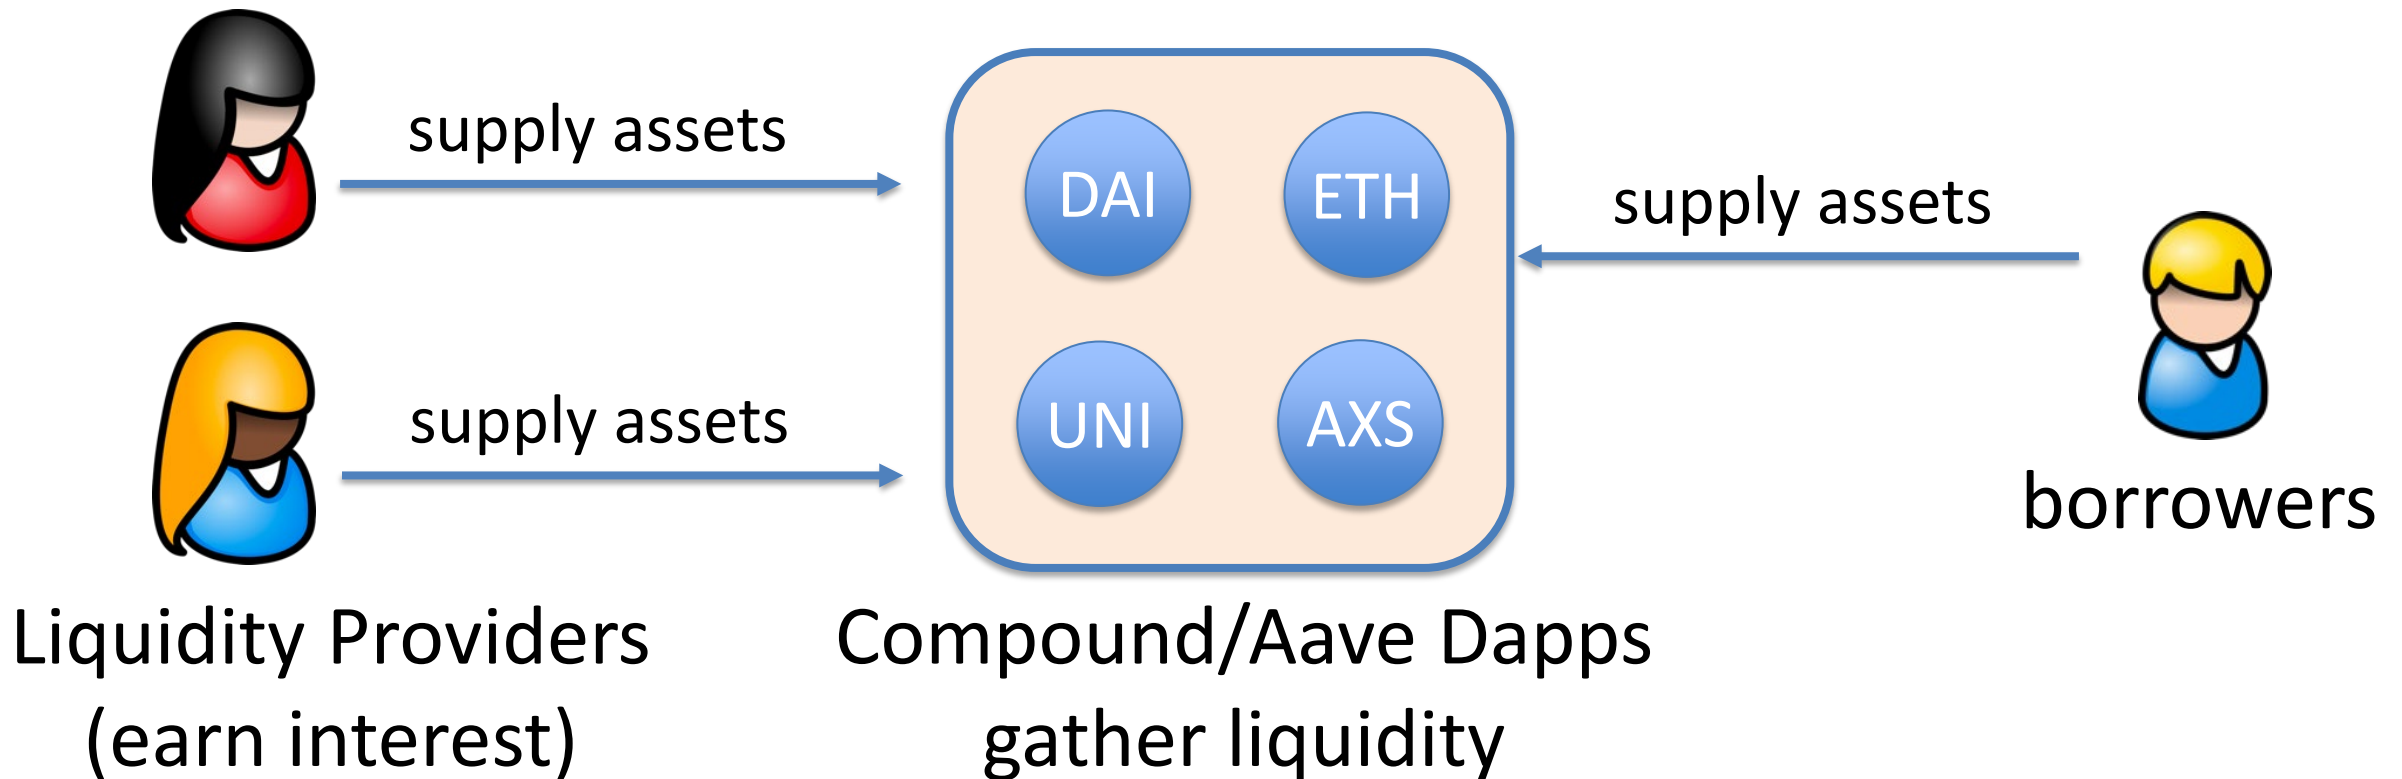 supply assets
DAI
ETH
supply assets
supply assets
UNI
AXS
borrowers
Liquidity Providers
(earn interest)
Compound/Aave Dapps
gather liquidity